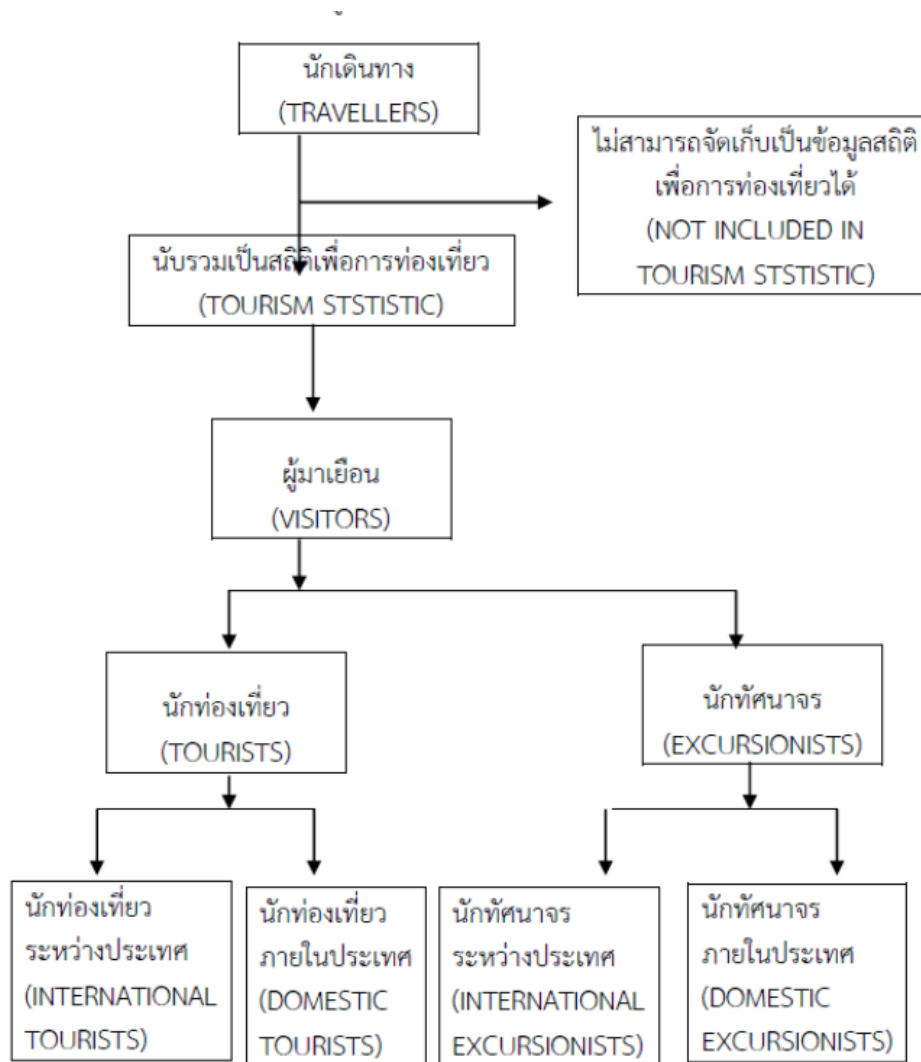 นักเดินทาง
(TRAVELLERS)
ไม่สามารถจัดเก็บเป็นข้อมูลสถิติ
เพื่อการท่องเที่ยวได้
(NOT INCLUDED IN
TOURISM STSTISTIC)
นับรวมเป็นสถิติเพื่อการท่องเที่ยว
(TOURISM STSTISTIC)
ผู้มาเยือน
(VISITORS)
นักท่องเที่ยว
(TOURISTS)
นักทัศนาจร
(EXCURSIONISTS)
นักท่องเที่ยว
ระหว่างประเทศ
(INTERNATIONAL
TOURISTS)
นักท่องเที่ยว
ภายในประเทศ
(DOMESTIC
TOURISTS)
นักทัศนาจร
ระหว่างประเทศ
(INTERNATIONAL
EXCURSIONISTS)
นักทัศนาจร
ภายในประเทศ
(DOMESTIC
EXCURSIONISTS)